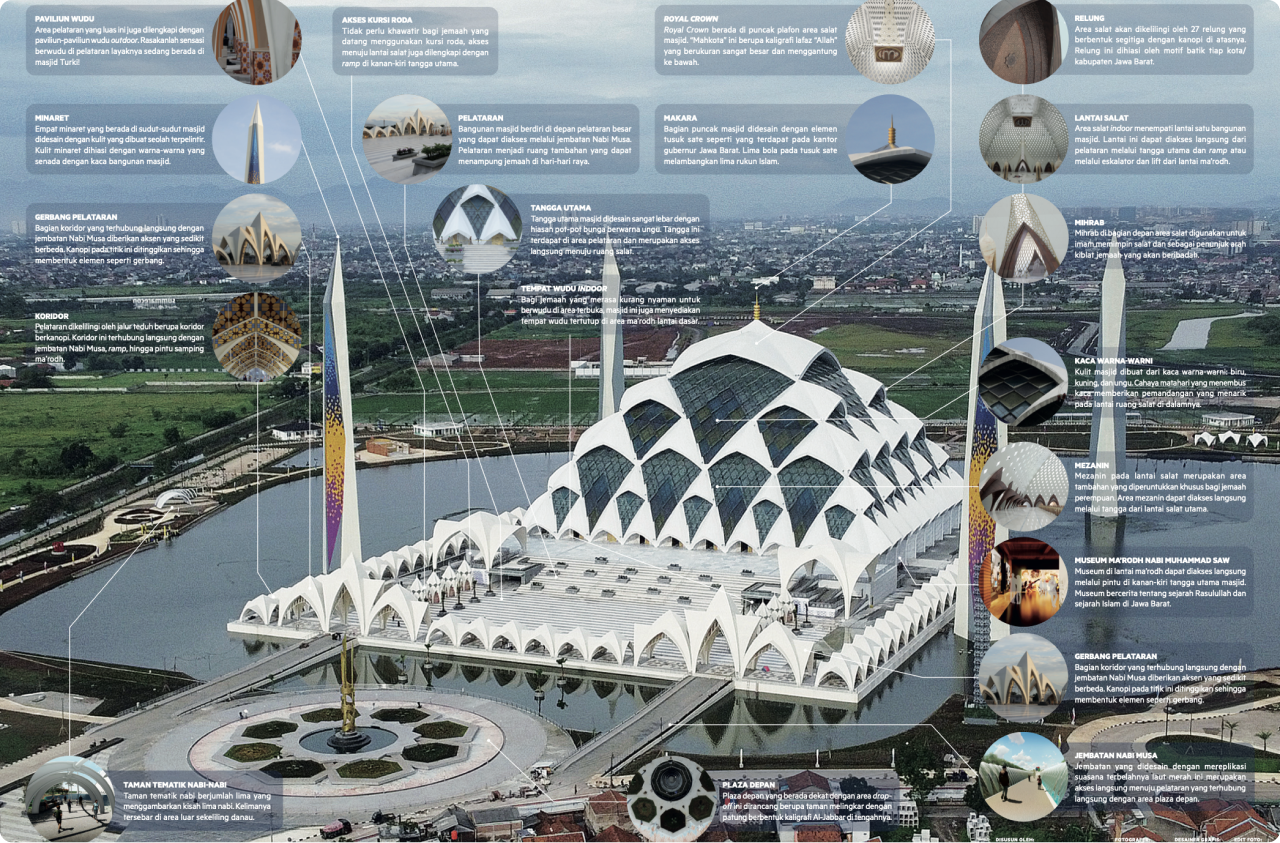 PAVILIUN WUDU
Area pelataran yang luas ini juga dilengkapi dengan
paviliun-paviliun wudu outdoor. Rasakanlah sensasi
berwudu di pelataran layaknya sedang berada di
masjid Turki!
AKSES KURSI RODA
Tidak perlu khawatir bagi jemaah yang
datang menggunakan kursi roda, akses
menuju lantai salat juga dilengkapi dengan
ramp di kanan-kiri tangga utama.
ROYAL CROWN
Royal Crown berada di puncak plafon area salat
masjid. "Mahkota" ini berupa kaligrafi lafaz "Allah"
yang berukuran sangat besar dan menggantung
ke bawah.
RELUNG
Area salat akan dikelilingi oleh 27 relung yang
berbentuk segitiga dengan kanopi di atasnya.
Relung ini dihiasi oleh motif batik tiap kota/
kabupaten Jawa Barat.
MINARET
Empat minaret yang berada di sudut-sudut masjid
didesain dengan kulit yang dibuat seolah terpelintir.
Kulit minaret dihiasi dengan warna-warna yang
senada dengan kaca bangunan masjid.
PELATARAN
Bangunan masjid berdiri di depan pelataran besar
yang dapat diakses melalui jembatan Nabi Musa.
Pelataran menjadi ruang tambahan yang dapat
menampung jemaah di hari-hari raya.
MAKARA
Bagian puncak masjid didesain dengan elemen
tusuk sate seperti yang terdapat pada kantor
gubernur Jawa Barat. Lima bola pada tusuk sate
melambangkan lima rukun Islam.
LANTAI SALAT
Area salat indoor menempati lantai satu bangunan
masjid. Lantai ini dapat diakses langsung dari
pelataran melalui tangga utama dan ramp atau
melalui eskalator dan lift dari lantai ma'rodh.
GERBANG PELATARAN
Bagian koridor yang terhubung langsung dengan
jembatan Nabi Musa diberikan aksen yang sedikit
berbeda. Kanopi pada titik ini ditinggikan sehingga
membentuk elemen seperti gerbang.
TANGGA UTAMA
Tangga utama masjid didesain sangat lebar dengan
hiasan pot-pot bunga berwarna ungu. Tangga ini
terdapat di area pelataran dan merupakan akses
langsung menuju ruang salat.
MIHRAB
Mihrab di bagian depan area salat digunakan untuk
imam memimpin salat dan sebagai penunjuk arah
kiblat jemaah yang akan beribadah.
TEMPAT WUDU INDOOR
Bagi jemaah yang merasa kurang nyaman untuk
berwudu di area terbuka, masjid ini juga menyediakan
tempat wudu tertutup di area ma'rodh lantai dasar.
KORIDOR
Pelataran dikelilingi oleh jalur teduh berupa koridor
berkanopi. Koridor ini terhubung langsung dengan
jembatan Nabi Musa, ramp, hingga pintu samping
ma'rodh.
KACA WARNA-WARNI
Kulit masjid dibuat dari kaca warna-warni: biru,
kuning, dan ungu. Cahaya matahari yang menembus
kaca memberikan pemandangan yang menarik
pada lantai ruang salat di dalamnya.
MEZANIN
Mezanin pada lantai salat merupakan area
tambahan yang diperuntukkan khusus bagi jemaah
perempuan. Area mezanin dapat diakses langsung
melalui tangga dari lantai salat utama.
MUSEUM MA'RODH NABI MUHAMMAD SAW
Museum di lantai ma'rodh dapat diakses langsung
melalui pintu di kanan-kiri tangga utama masjid.
Museum bercerita tentang sejarah Rasulullah dan
sejarah Islam di Jawa Barat.
GERBANG PELATARAN
Bagian koridor yang terhubung langsung dengan
jembatan Nabi Musa diberikan aksen yang sedikit
berbeda. Kanopi pada titik ini ditinggikan sehingga
membentuk elemen seperti gerbang.
JEMBATAN NABI MUSA
Jembatan yang didesain dengan mereplikasi
suasana terbelahnya laut merah ini merupakan
akses langsung menuju pelataran yang terhubung
langsung dengan area plaza depan.
TAMAN TEMATIK NABI-NABI
Taman tematik nabi berjumlah lima yang
menggambarkan kisah lima nabi. Kelimanya
tersebar di area luar sekeliling danau.
PLAZA DEPAN
Plaza depan yang berada dekat dengan area drop-
off ini dirancang berupa taman melingkar dengan
patung berbentuk kaligrafi Al-Jabbar di tengahnya.
DISUSUN OLEH:
FOTOGRAFER:
DESAINER GRAFIS:
EDIT FOTO: